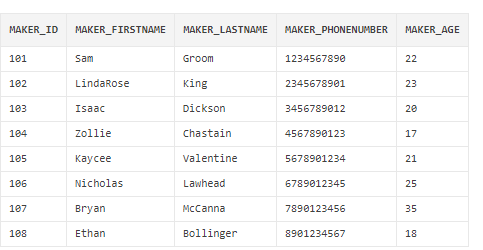 MAKER_ID MAKER_FIRSTNAME MAKER_LASTNAME MAKER_PHONENUMBER MAKER_AGE
101 Sam Groom 1234567890 22
102 LindaRose King 2345678901 23
103 Isaac Dickson 3456789012 20
104 Zollie Chastain 4567890123 17
105 Kaycee Valentine 5678901234 21
106 Nicholas Lawhead 6789012345 25
107 Bryan McCanna 7890123456 35
108 Ethan Bollinger 8901234567 18